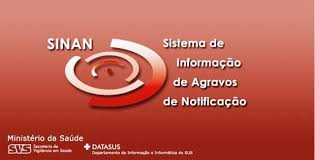 SINAN
Sistema de
Informação
de Agravos
de Notificação
Ministério da Saúde
SVS Secretaria de
Vigilância em Saúde
DATASUS
Departamento de Informação e Informática do SUS